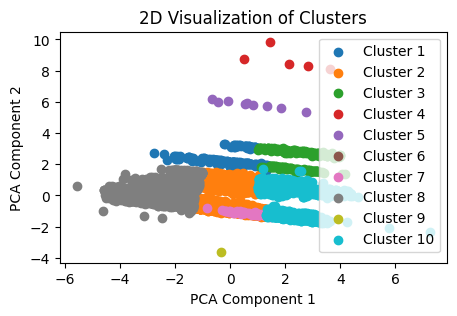 2D Visualization of Clusters
PCA Component 2
10
8
6
4
2
0
−2
−4
Cluster 1
Cluster 2
Cluster 3
Cluster 4
Cluster 5
Cluster 6
Cluster 7
Cluster 8
Cluster 9
Cluster 10
−6
−4
−2
0
2
4
6
PCA Component 1